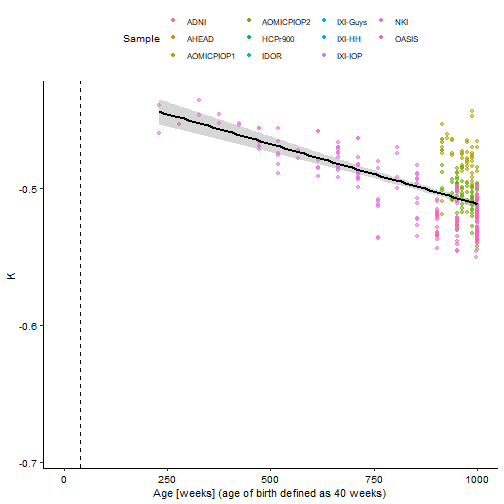 Sample
ADNI
AHEAD
AOMICPIOP1
AOMICPIOP2
HCPr900
IDOR
IXI-Guys
IXI-HH
IXI-IOP
NKI
OASIS
K
-0.5
-0.6
-0.7
0
250
500
750
1000
Age [weeks] (age of birth defined as 40 weeks)